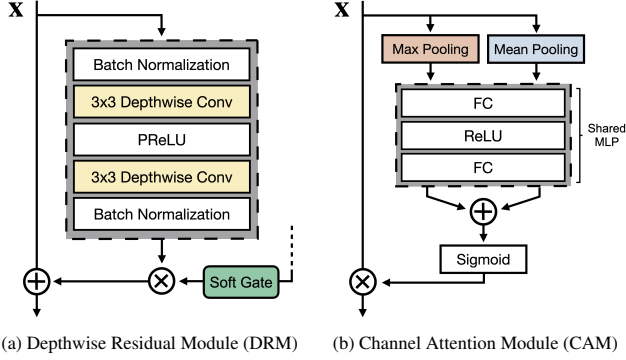 X
Batch Normalization
3x3 Depthwise Conv
PReLU
3x3 Depthwise Conv
Batch Normalization
Soft Gate
(a) Depthwise Residual Module (DRM)
X
Max Pooling
Mean Pooling
FC
ReLU
FC
Shared
MLP
Sigmoid
(b) Channel Attention Module (CAM)